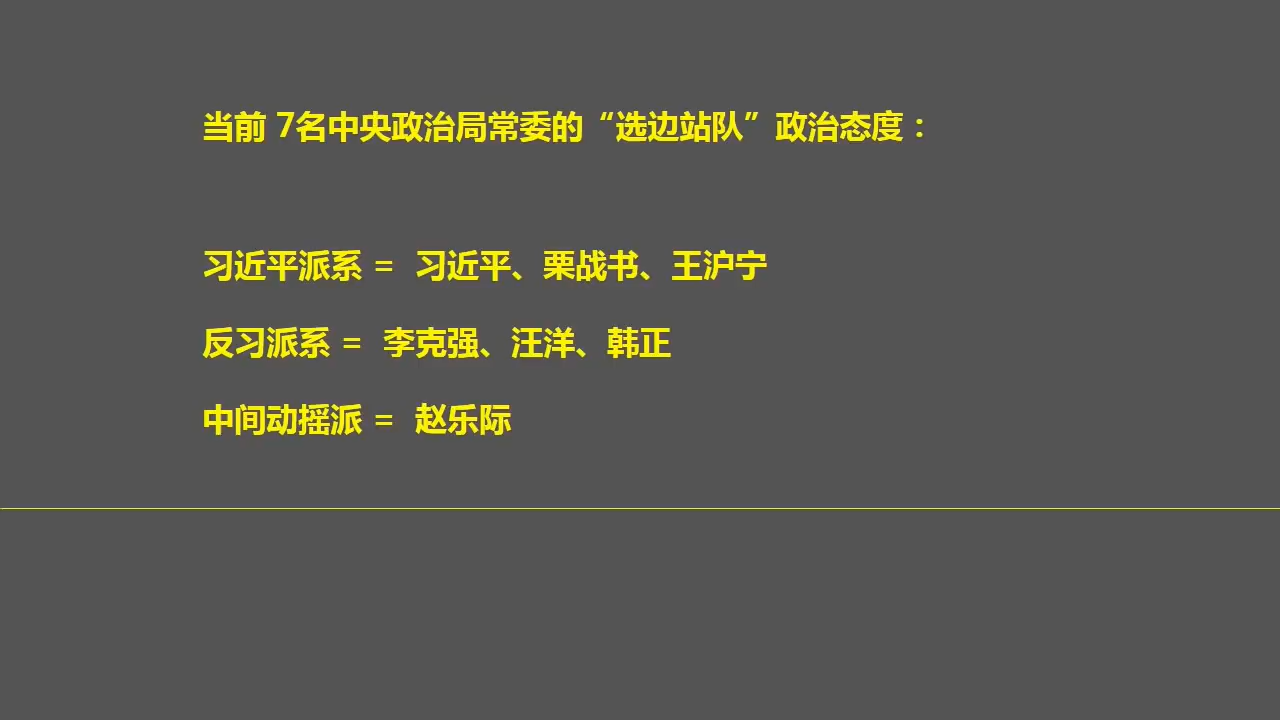 当前 7名中央政治局常委的“选边站队”政治态度：
习近平派系 = 习近平、栗战书、王沪宁
反习派系 = 李克强、汪洋、韩正
中间动摇派 = 赵乐际